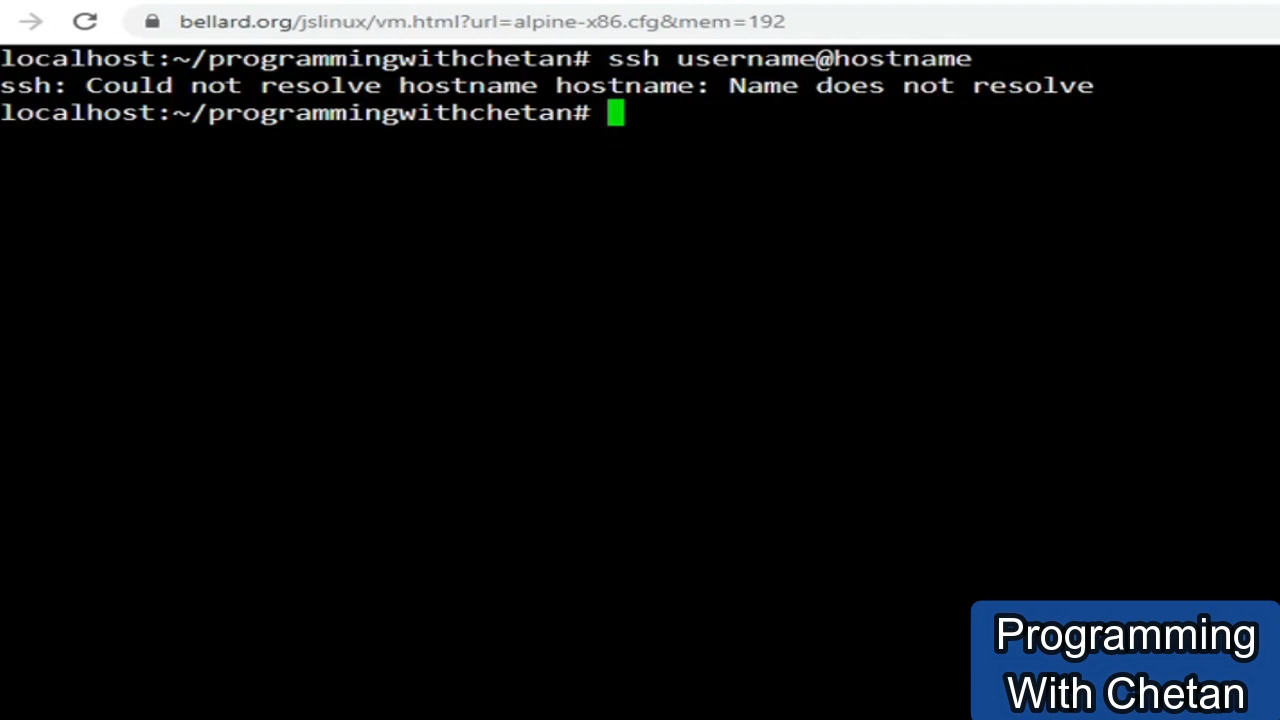 bellard.org/jslinux/vm.html?url=alpine-x86.cfg&mem=192
localhost:~/programmingwithchetan# ssh username@hostname
ssh: Could not resolve hostname hostname: Name does not resolve
localhost:~/programmingwithchetan#
Programming
With Chetan